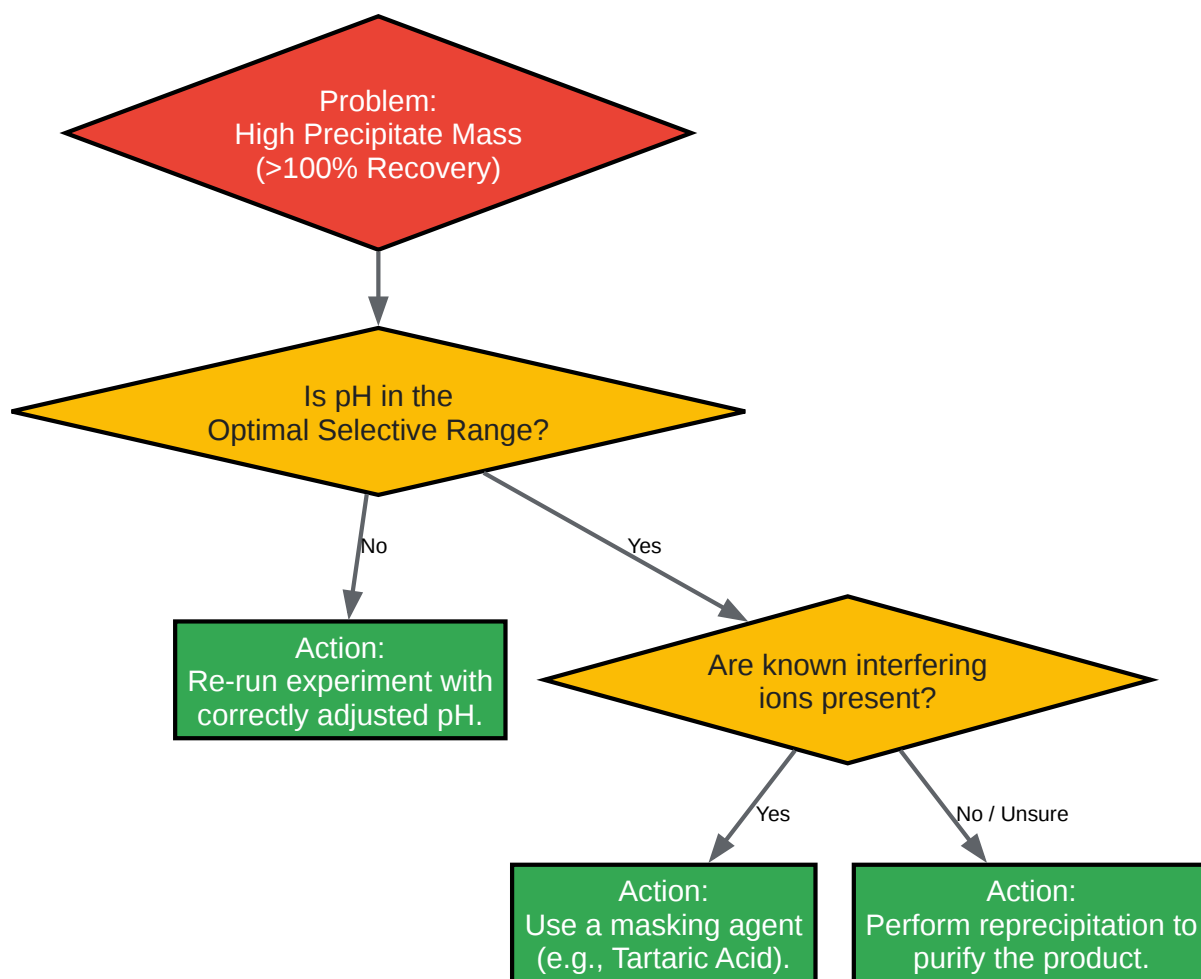 Problem:
High Precipitate Mass
(>100% Recovery)
Is pH in the
Optimal Selective Range?
No
Yes
Action:
Re-run experiment with
correctly adjusted pH.
Are known interfering
ions present?
Yes
No / Unsure
Action:
Use a masking agent
(e.g., Tartaric Acid).
Action:
Perform reprecipitation to
purify the product.